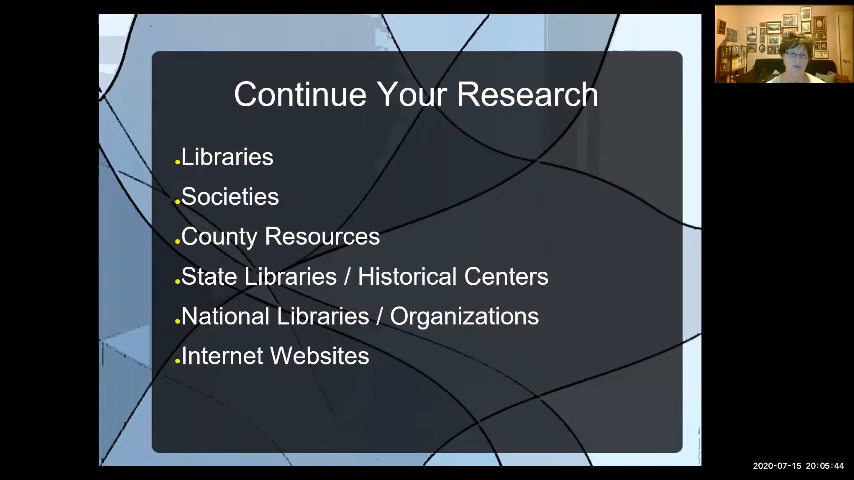 Continue Your Research
Libraries
Societies
County Resources
State Libraries / Historical Centers
National Libraries / Organizations
Internet Websites
2020-07-15 20:05:44